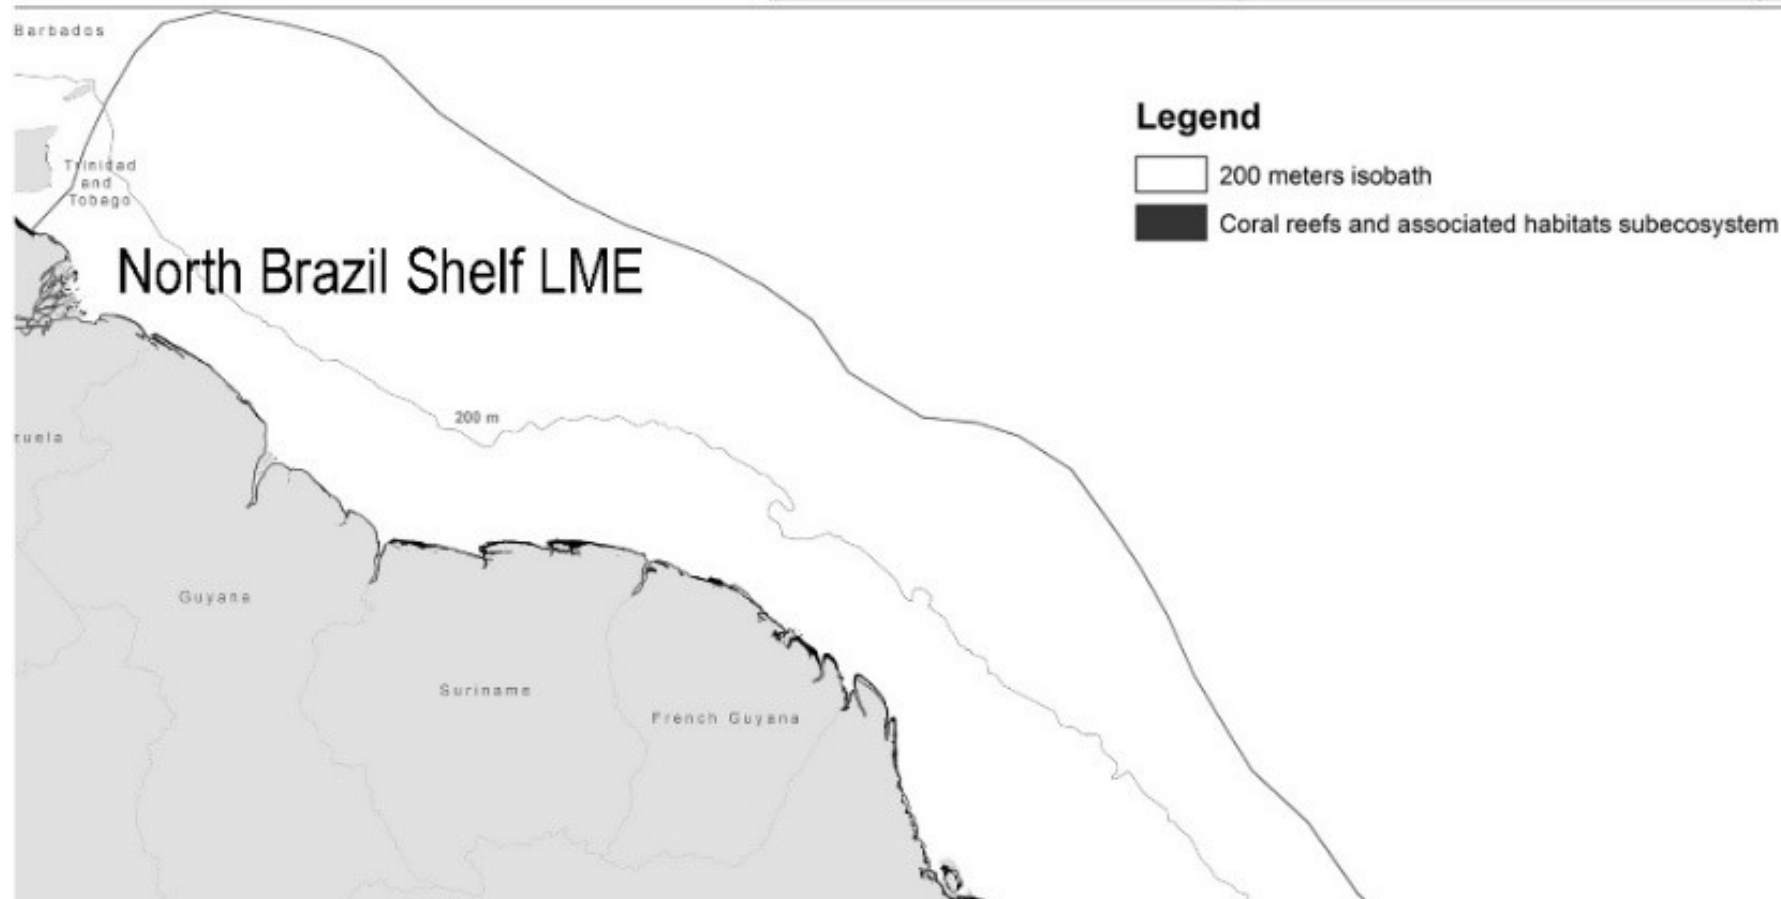 Barbados
Legend
Trinidad
and
Tobago
200 meters isobath
Coral reefs and associated habitats subecosystem
North Brazil Shelf LME
200 m
zuela
Guyana
Suriname
French Guyana